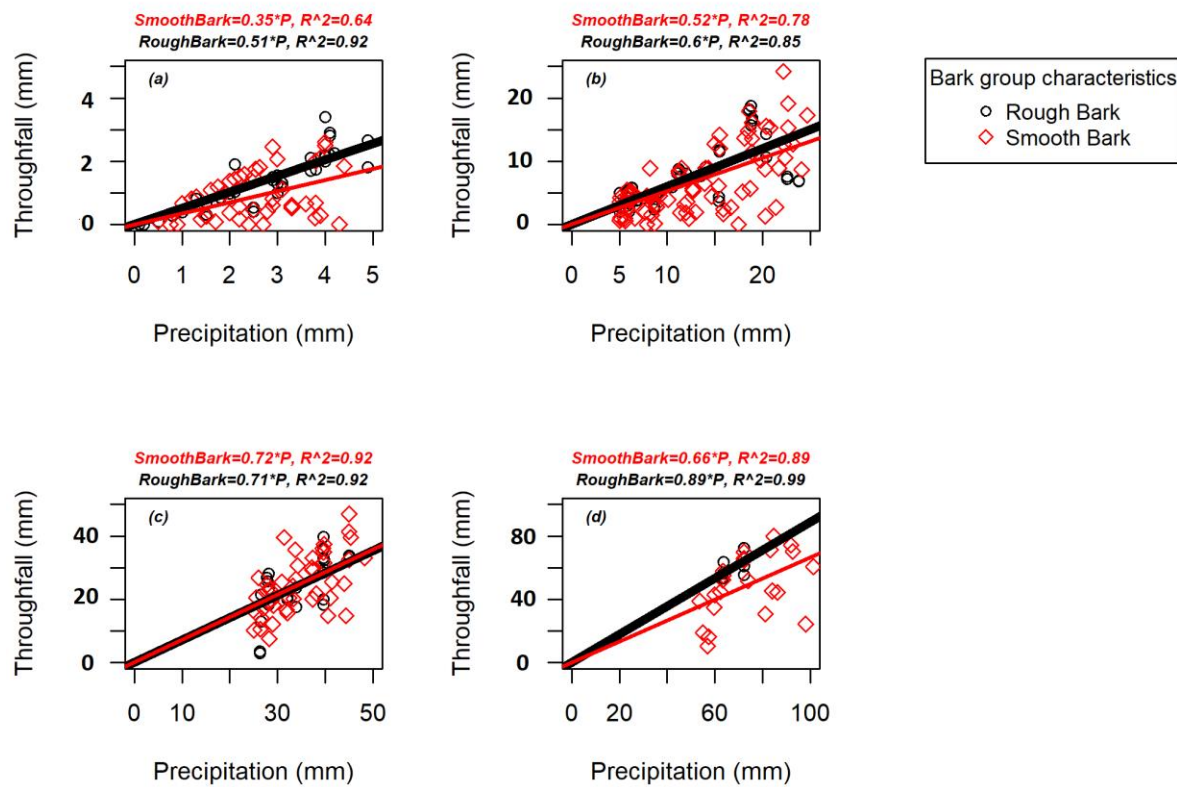 SmoothBark=0.35*P, R^2=0.64
RoughBark=0.51*P, R^2=0.92
(a)
Throughfall (mm)
4
2
0
0 1 2 3 4 5
Precipitation (mm)
SmoothBark=0.52*P, R^2=0.78
RoughBark=0.6*P, R^2=0.85
(b)
Throughfall (mm)
20
10
0
0 5 10 20
Precipitation (mm)
Bark group characteristics
Rough Bark
Smooth Bark
SmoothBark=0.72*P, R^2=0.92
RoughBark=0.71*P, R^2=0.92
(c)
Throughfall (mm)
40
20
0
0 10 30 50
Precipitation (mm)
SmoothBark=0.66*P, R^2=0.89
RoughBark=0.89*P, R^2=0.99
(d)
Throughfall (mm)
80
40
0
0 20 60 100
Precipitation (mm)